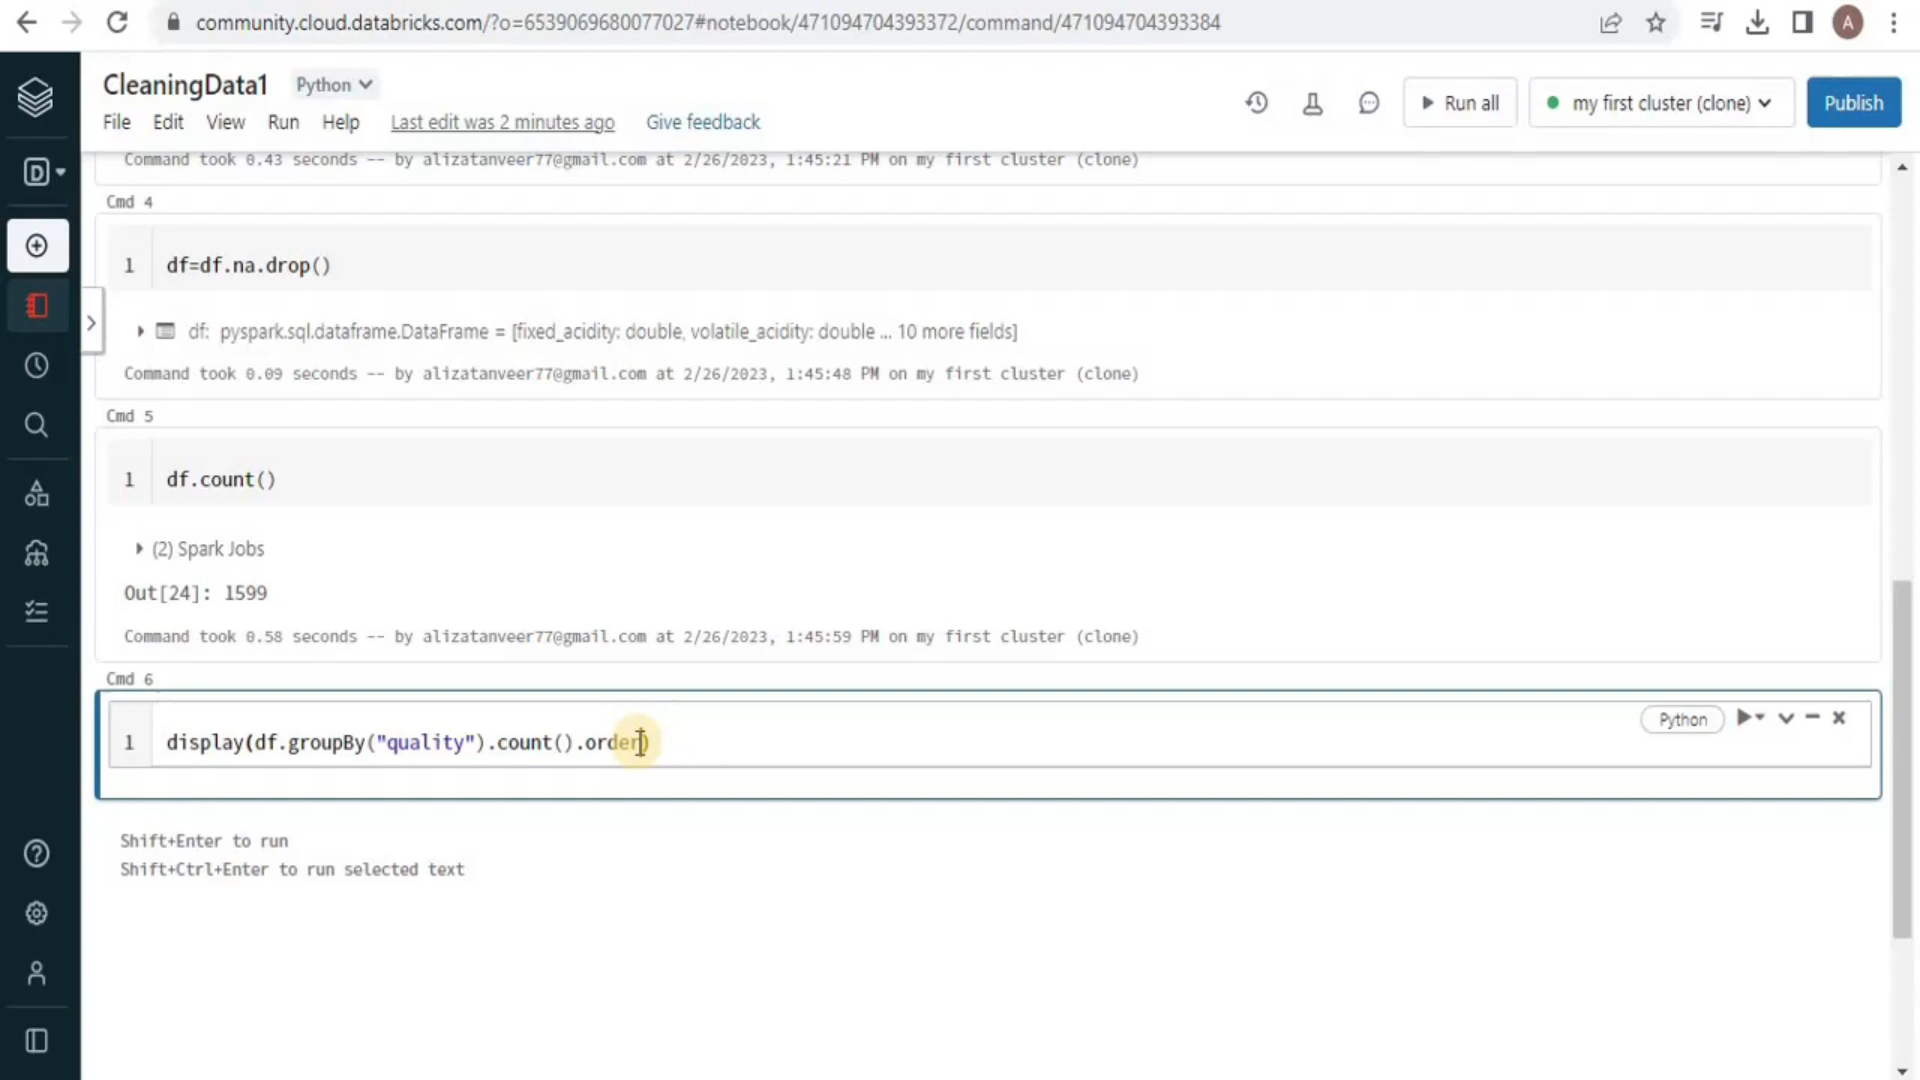 community.cloud.databricks.com/?o=6539069680077027#notebook/471094704393372/command/471094704393384
A
CleaningData1 Python
File Edit View Run Help Last edit was 2 minutes ago Give feedback
Run all
my first cluster (clone)
Publish
D
Command took 0.43 seconds -- by alizatanveer77@gmail.com at 2/26/2023, 1:45:21 PM on my first cluster (clone)
Cmd 4
1 df=df.na.drop()
df: pyspark.sql.dataframe.DataFrame = [fixed_acidity: double, volatile_acidity: double ... 10 more fields]
Command took 0.09 seconds -- by alizatanveer77@gmail.com at 2/26/2023, 1:45:48 PM on my first cluster (clone)
Cmd 5
1 df.count()
(2) Spark Jobs
Out[24]: 1599
Command took 0.58 seconds -- by alizatanveer77@gmail.com at 2/26/2023, 1:45:59 PM on my first cluster (clone)
Cmd 6
Python
1 display(df.groupBy("quality").count().order)
Shift+Enter to run
Shift+Ctrl+Enter to run selected text